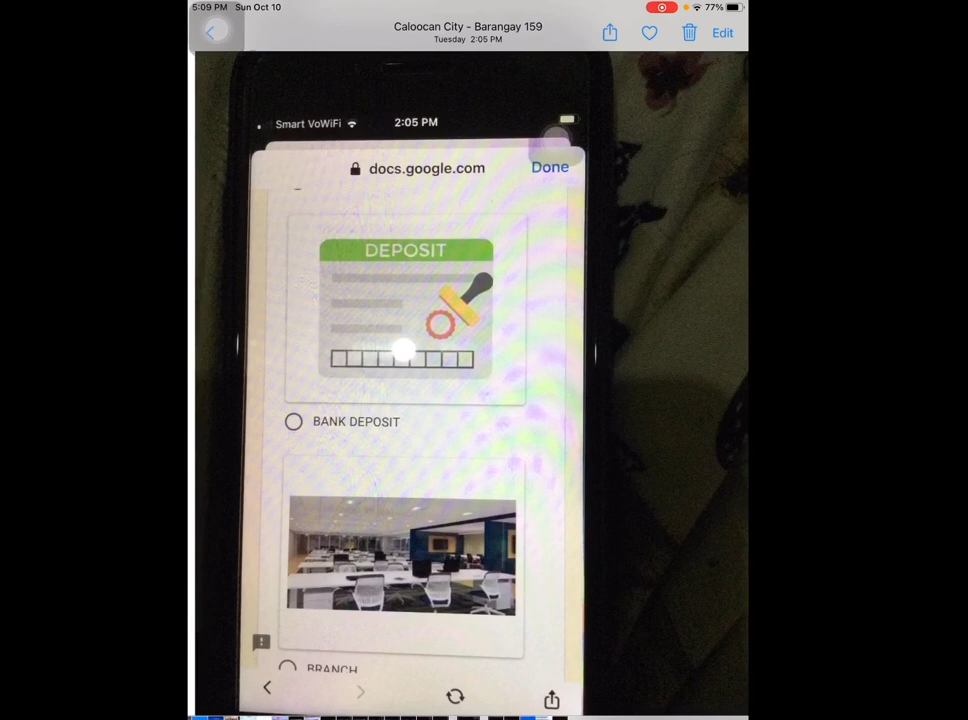 5:09 PM Sun Oct 10
77%
Caloocan City - Barangay 159
Tuesday 2:05 PM
Edit
Smart VoWiFi
2:05 PM
docs.google.com
Done
DEPOSIT
BANK DEPOSIT
BRANCH